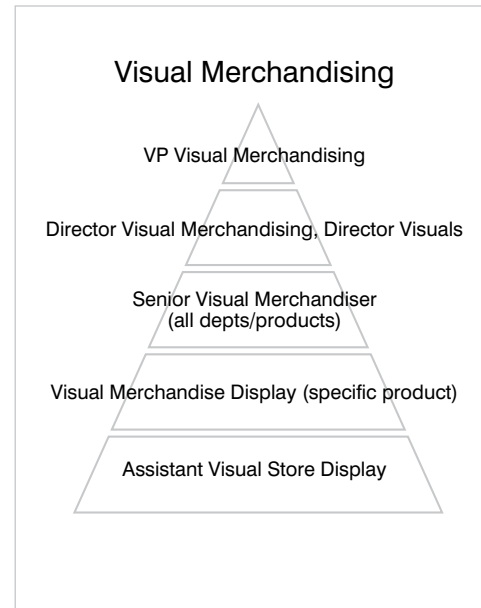 Visual Merchandising
VP Visual Merchandising
Director Visual Merchandising, Director Visuals
Senior Visual Merchandiser
(all depts/products)
Visual Merchandise Display (specific product)
Assistant Visual Store Display